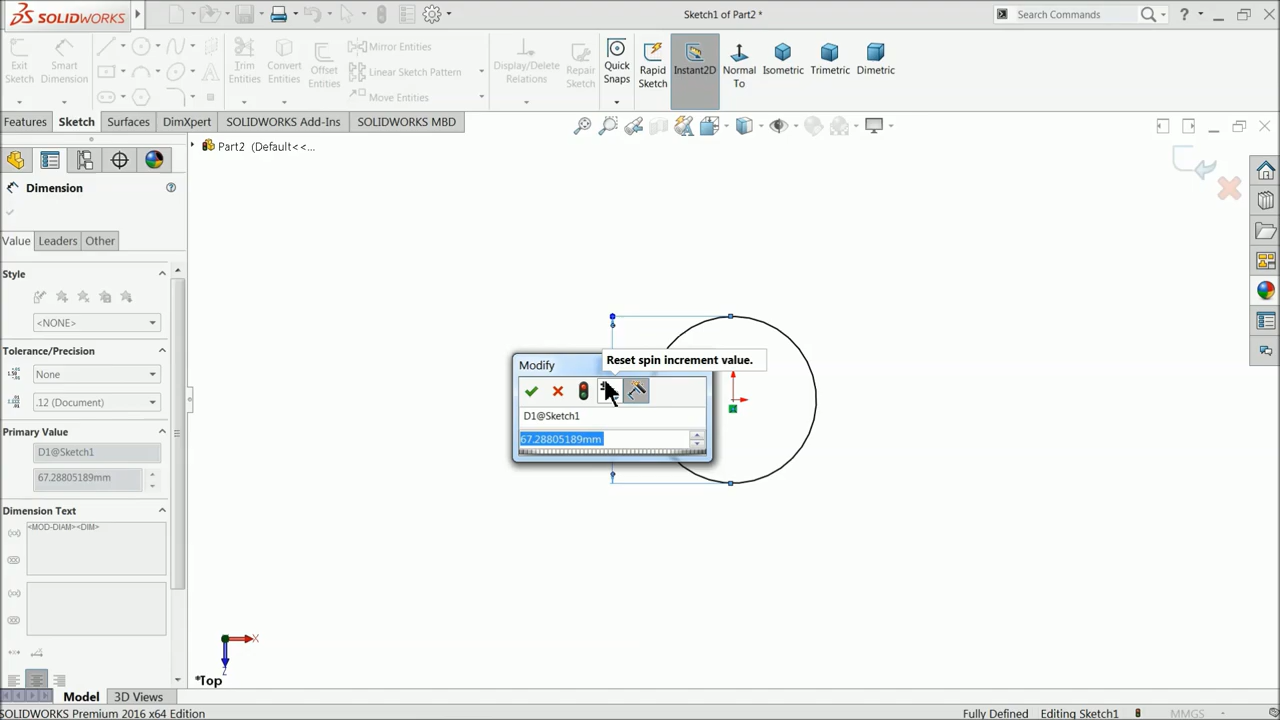 SOLIDWORKS
Sketch1 of Part2 *
Search Commands
Exit Sketch
Smart Dimension
Trim Entities
Convert Entities
Offset Entities
Mirror Entities
Linear Sketch Pattern
Move Entities
Display/Delete Relations
Repair Sketch
Quick Snaps
Rapid Sketch
Instant2D
Normal To
Isometric
Trimetric
Dimetric
Features
Sketch
Surfaces
DimXpert
SOLIDWORKS Add-Ins
SOLIDWORKS MBD
Part2 (Default<<...
Dimension
Value
Leaders
Other
Style
<NONE>
Tolerance/Precision
None
.12 (Document)
Primary Value
D1@Sketch1
67.28805189mm
Dimension Text
<MOD-DIAM><DIM>
Reset spin increment value.
Modify
D1@Sketch1
67.28805189mm
X
Z
*Top
Model
3D Views
SOLIDWORKS Premium 2016 x64 Edition
Fully Defined
Editing Sketch1
MMGS